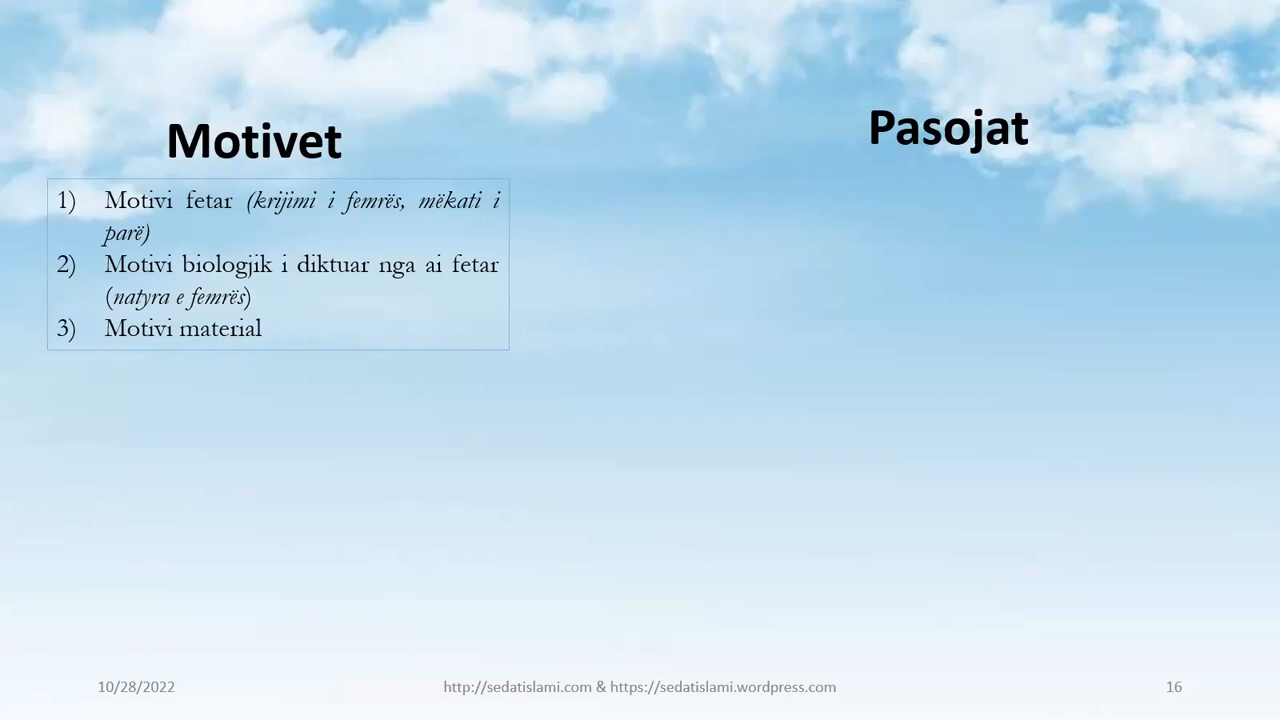 Motivet
Pasojat
1) Motivi fetar (krijimi i femrës, mëkati i
parë)
2) Motivi biologjik i diktuar nga ai fetar
(natyra e femrës)
3) Motivi material
10/28/2022
http://sedatislami.com & https://sedatislami.wordpress.com
16